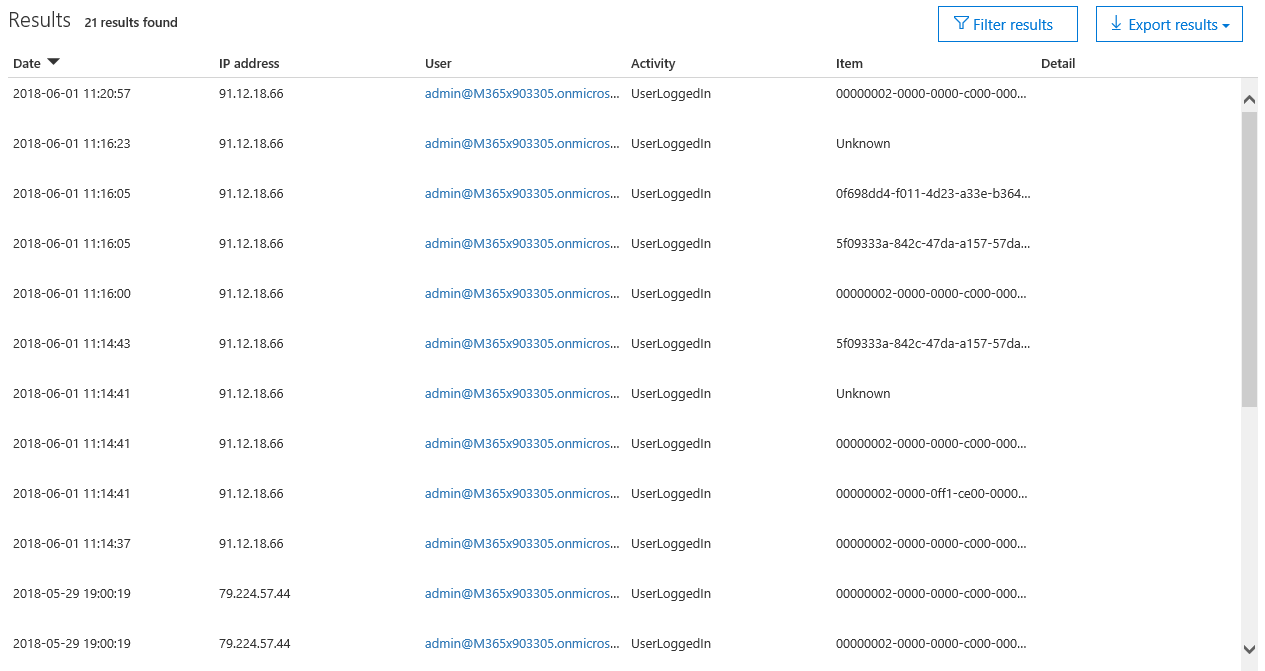 Results 21 results found Filter results Export results
Date IP address User Activity Item Detail
2018-06-01 11:20:57 91.12.18.66 admin@M365x903305.onmicros... UserLoggedIn 00000002-0000-0000-c000-000...
2018-06-01 11:16:23 91.12.18.66 admin@M365x903305.onmicros... UserLoggedIn Unknown
2018-06-01 11:16:05 91.12.18.66 admin@M365x903305.onmicros... UserLoggedIn 0f698dd4-f011-4d23-a33e-b364...
2018-06-01 11:16:05 91.12.18.66 admin@M365x903305.onmicros... UserLoggedIn 5f09333a-842c-47da-a157-57da...
2018-06-01 11:16:00 91.12.18.66 admin@M365x903305.onmicros... UserLoggedIn 00000002-0000-0000-c000-000...
2018-06-01 11:14:43 91.12.18.66 admin@M365x903305.onmicros... UserLoggedIn 5f09333a-842c-47da-a157-57da...
2018-06-01 11:14:41 91.12.18.66 admin@M365x903305.onmicros... UserLoggedIn Unknown
2018-06-01 11:14:41 91.12.18.66 admin@M365x903305.onmicros... UserLoggedIn 00000002-0000-0000-c000-000...
2018-06-01 11:14:41 91.12.18.66 admin@M365x903305.onmicros... UserLoggedIn 00000002-0000-0ff1-ce00-0000...
2018-06-01 11:14:37 91.12.18.66 admin@M365x903305.onmicros... UserLoggedIn 00000002-0000-0000-c000-000...
2018-05-29 19:00:19 79.224.57.44 admin@M365x903305.onmicros... UserLoggedIn 00000002-0000-0000-c000-000...
2018-05-29 19:00:19 79.224.57.44 admin@M365x903305.onmicros... UserLoggedIn 00000002-0000-0000-c000-000...